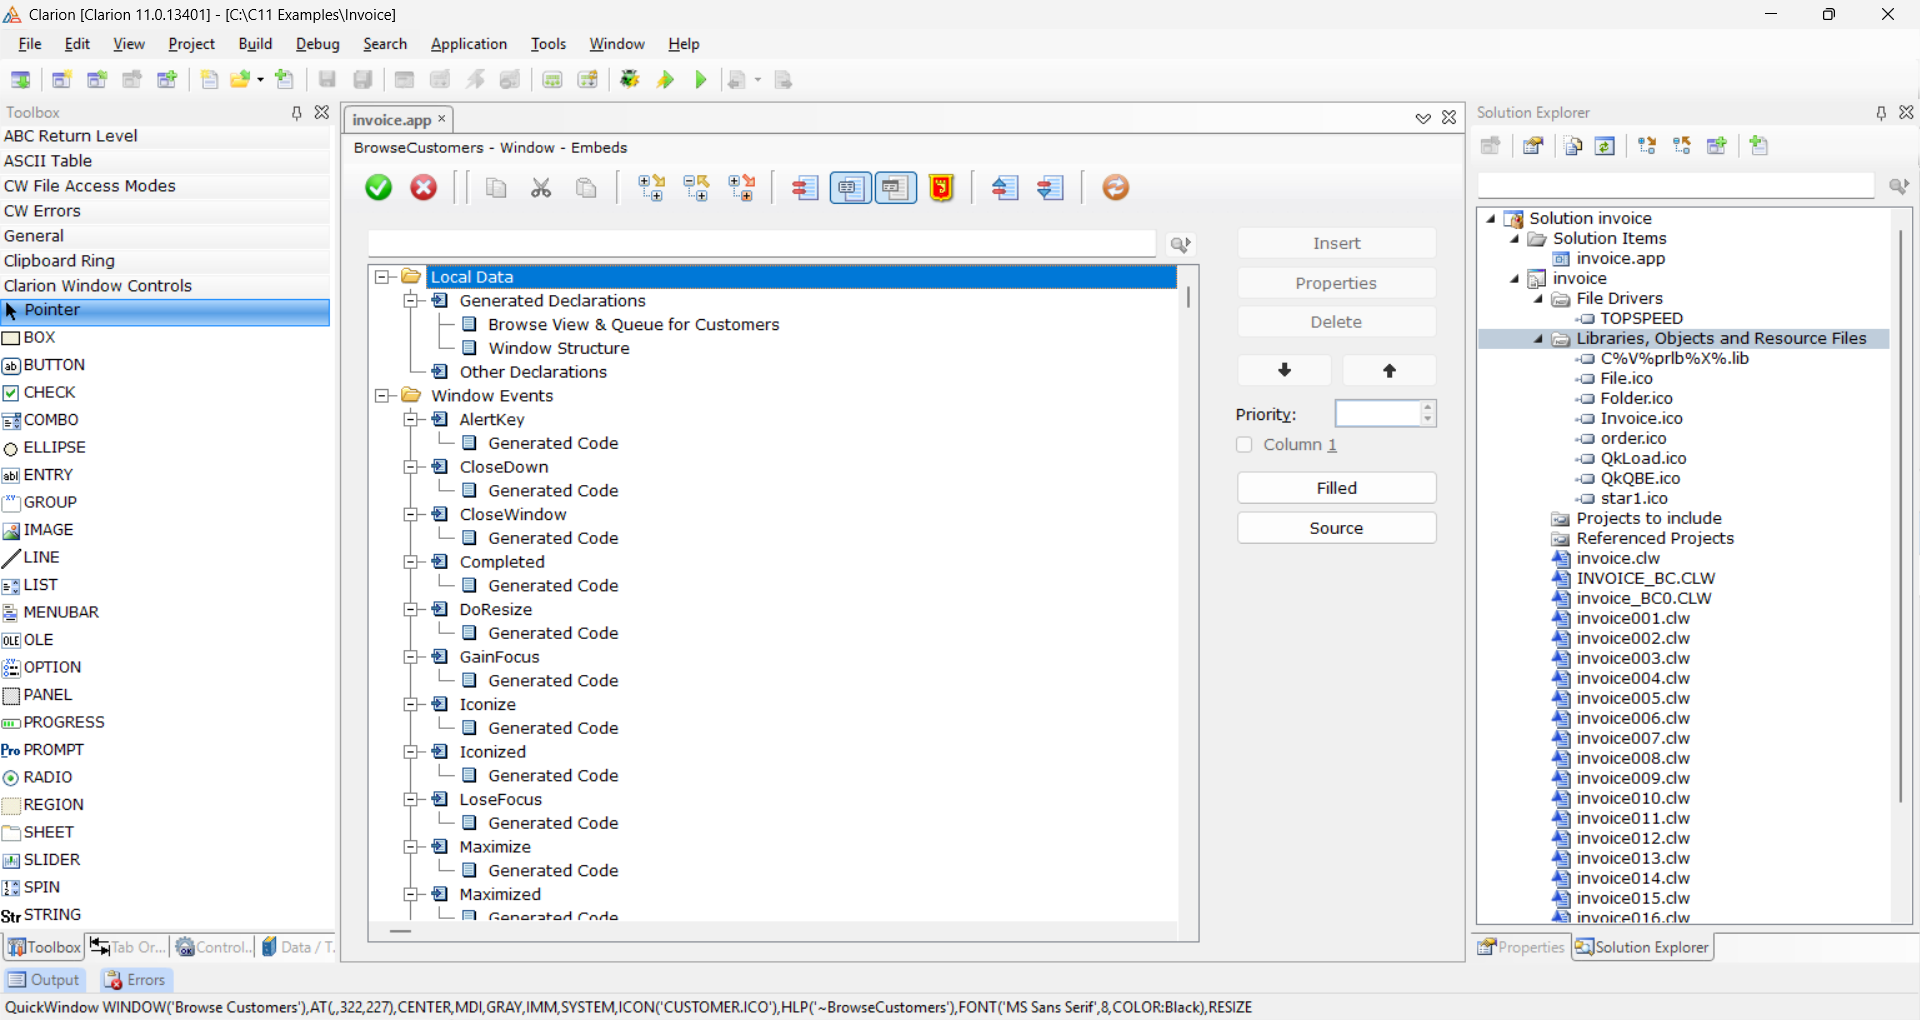 Clarion [Clarion 11.0.13401] - [C:\C11 Examples\Invoice]
File Edit View Project Build Debug Search Application Tools Window Help
Toolbox
ABC Return Level
ASCII Table
CW File Access Modes
CW Errors
General
Clipboard Ring
Clarion Window Controls
Pointer
BOX
BUTTON
CHECK
COMBO
ELLIPSE
ENTRY
GROUP
IMAGE
LINE
LIST
MENUBAR
OLE
OPTION
PANEL
PROGRESS
PROMPT
RADIO
REGION
SHEET
SLIDER
SPIN
STRING
Toolbox Tab Or... Control... Data / T...
invoice.app
BrowseCustomers - Window - Embeds
Local Data
Generated Declarations
Browse View & Queue for Customers
Window Structure
Other Declarations
Window Events
AlertKey
Generated Code
CloseDown
Generated Code
CloseWindow
Generated Code
Completed
Generated Code
DoResize
Generated Code
GainFocus
Generated Code
Iconize
Generated Code
Iconized
Generated Code
LoseFocus
Generated Code
Maximize
Generated Code
Maximized
Generated Code
Insert
Properties
Delete
Priority:
Column 1
Filled
Source
Solution Explorer
Solution invoice
Solution Items
invoice.app
invoice
File Drivers
TOPSPEED
Libraries, Objects and Resource Files
C%V%prlb%X%.lib
File.ico
Folder.ico
Invoice.ico
order.ico
QkLoad.ico
QkQBE.ico
star1.ico
Projects to include
Referenced Projects
invoice.clw
INVOICE_BC.CLW
invoice_BC0.CLW
invoice001.clw
invoice002.clw
invoice003.clw
invoice004.clw
invoice005.clw
invoice006.clw
invoice007.clw
invoice008.clw
invoice009.clw
invoice010.clw
invoice011.clw
invoice012.clw
invoice013.clw
invoice014.clw
invoice015.clw
invoice016.clw
Properties Solution Explorer
Output Errors
QuickWindow WINDOW('Browse Customers'),AT(,,322,227),CENTER,MDI,GRAY,IMM,SYSTEM,ICON('CUSTOMER.ICO'),HLP('~BrowseCustomers'),FONT('MS Sans Serif',8,COLOR:Black),RESIZE